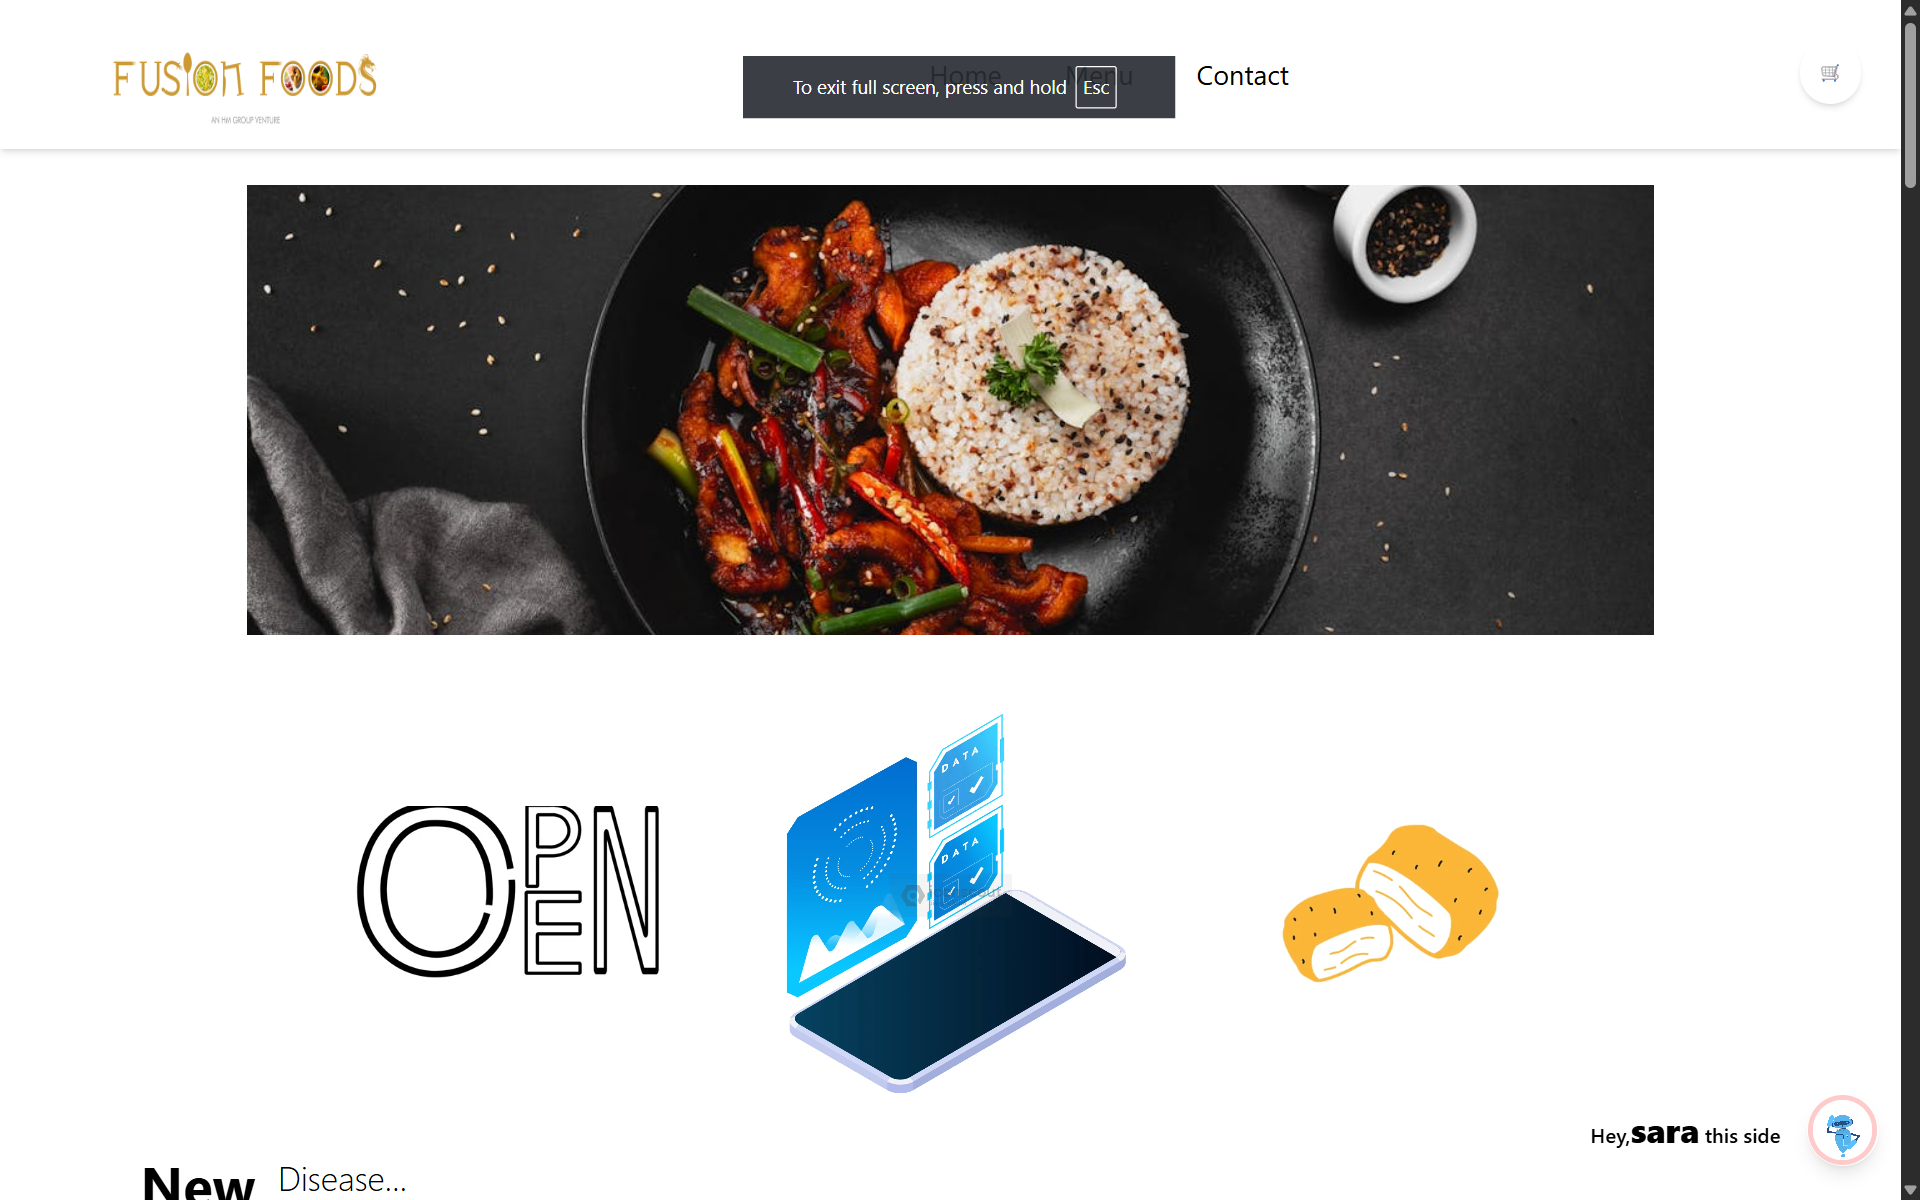 FUSION FOODS
AN HM GROUP VENTURE
Home Menu Contact
To exit full screen, press and hold Esc
OPEN
DATA
DATA
Hey,sara this side
New Disease...